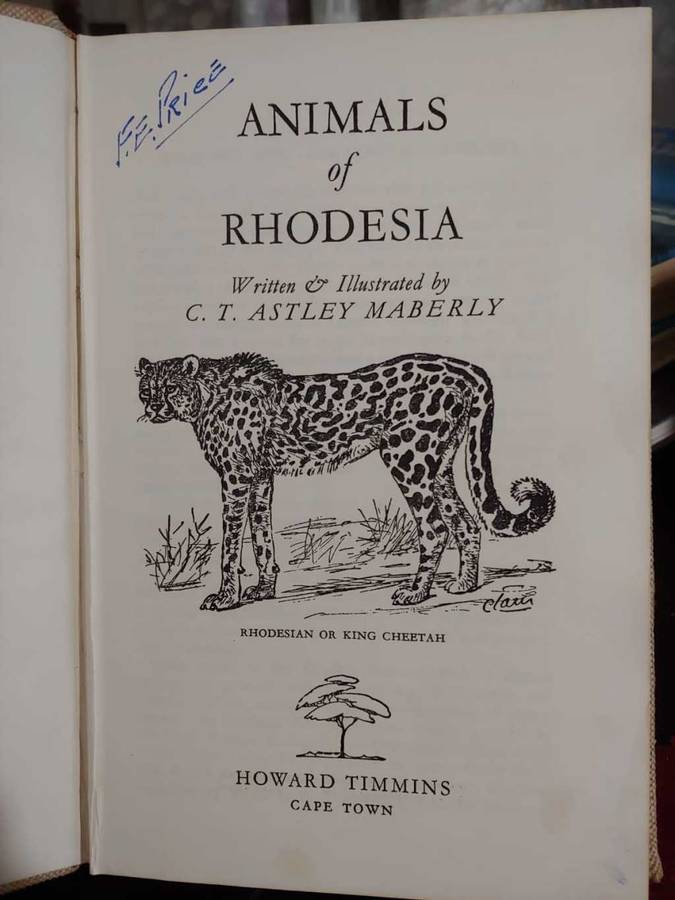 F.E. PRICE
ANIMALS
of
RHODESIA
Written & Illustrated by
C. T. ASTLEY MABERLY
RHODESIAN OR KING CHEETAH
HOWARD TIMMINS
CAPE TOWN